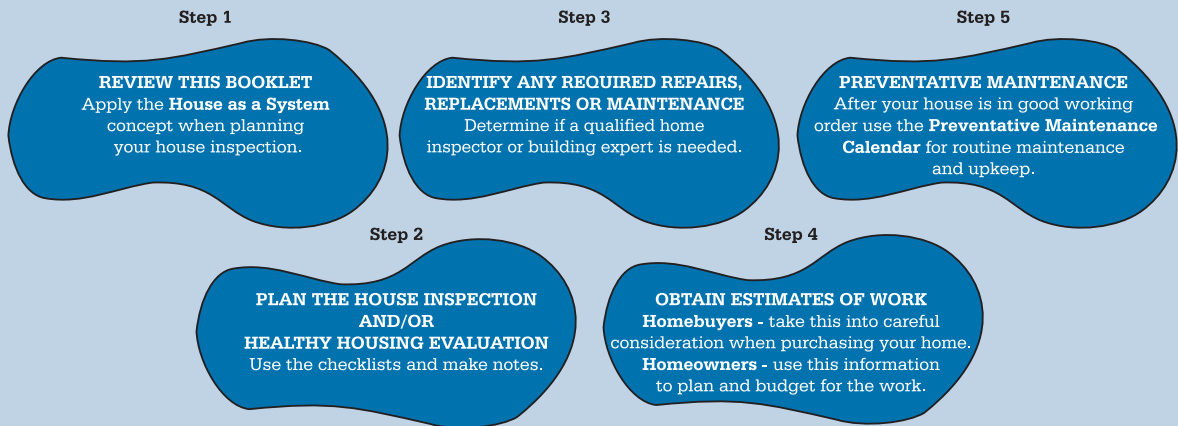 Step 1
REVIEW THIS BOOKLET
Apply the House as a System
concept when planning
your house inspection.
Step 2
PLAN THE HOUSE INSPECTION
AND/OR
HEALTHY HOUSING EVALUATION
Use the checklists and make notes.
Step 3
IDENTIFY ANY REQUIRED REPAIRS,
REPLACEMENTS OR MAINTENANCE
Determine if a qualified home
inspector or building expert is needed.
Step 4
OBTAIN ESTIMATES OF WORK
Homebuyers - take this into careful
consideration when purchasing your home.
Homeowners - use this information
to plan and budget for the work.
Step 5
PREVENTATIVE MAINTENANCE
After your house is in good working
order use the Preventative Maintenance
Calendar for routine maintenance
and upkeep.